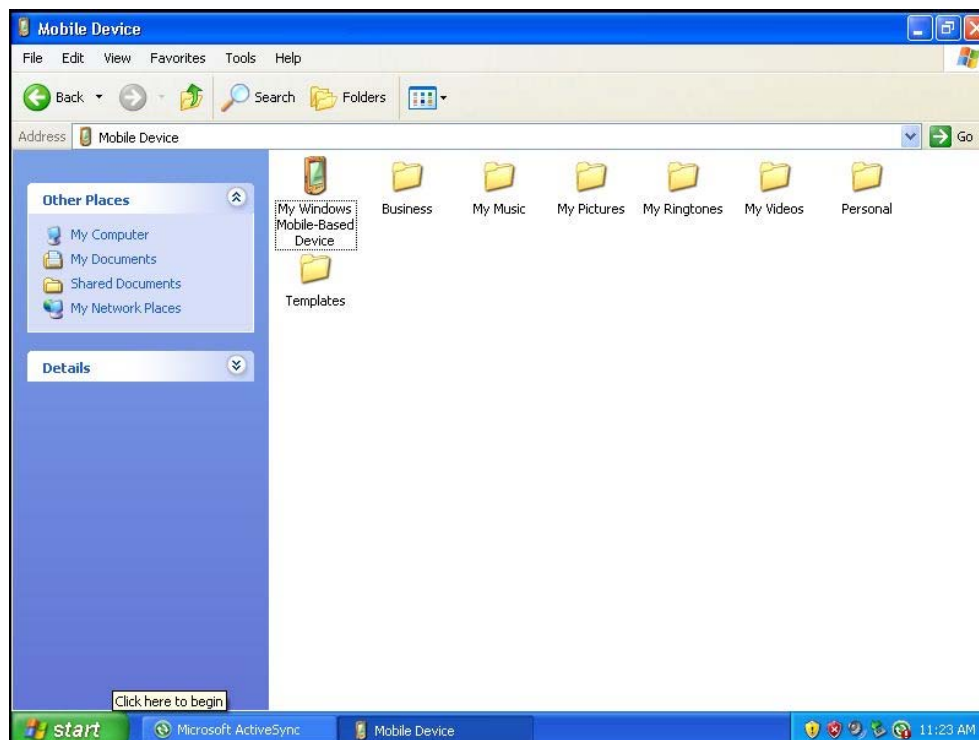 Mobile Device
File Edit View Favorites Tools Help
Back Search Folders
Address Mobile Device Go
Other Places
My Computer
My Documents
Shared Documents
My Network Places
Details
My Windows Mobile-Based Device
Business
My Music
My Pictures
My Ringtones
My Videos
Personal
Templates
Click here to begin
start Microsoft ActiveSync Mobile Device 11:23 AM